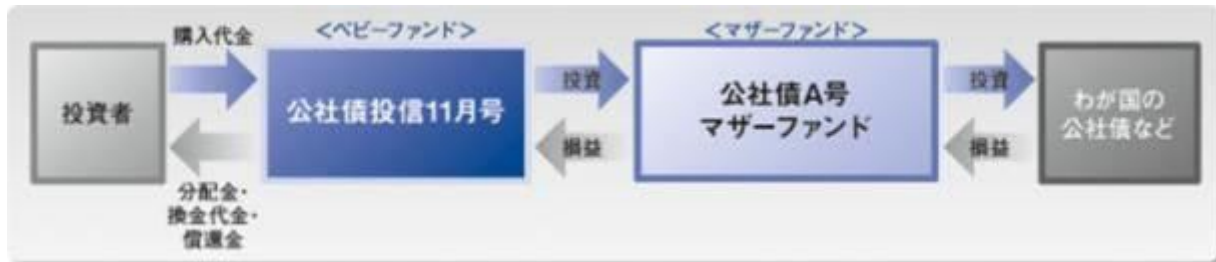 購入代金
<ベビーファンド>
<マザーファンド>
投資者
公社債投信11月号
投資
公社債A号
マザーファンド
投資
わが国の
公社債など
損益
損益
分配金・
換金代金・
償還金